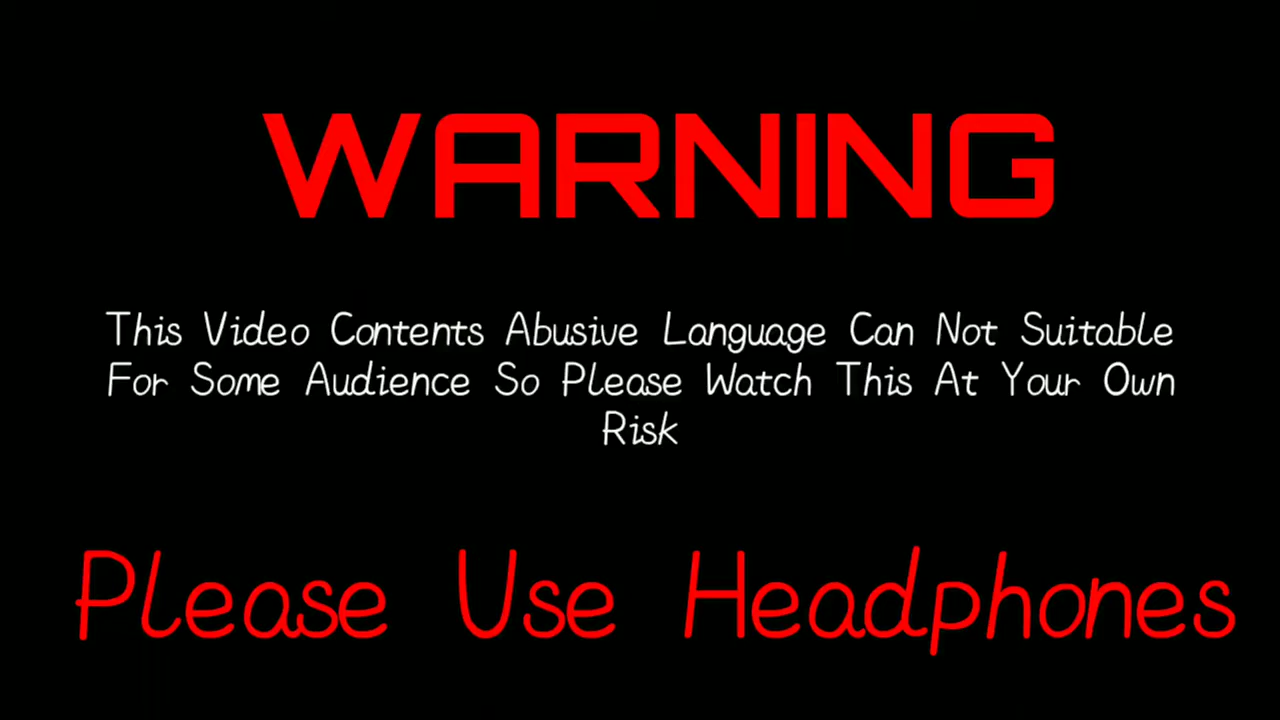 WARNING
This Video Contents Abusive Language Can Not Suitable
For Some Audience So Please Watch This At Your Own
Risk
Please Use Headphones